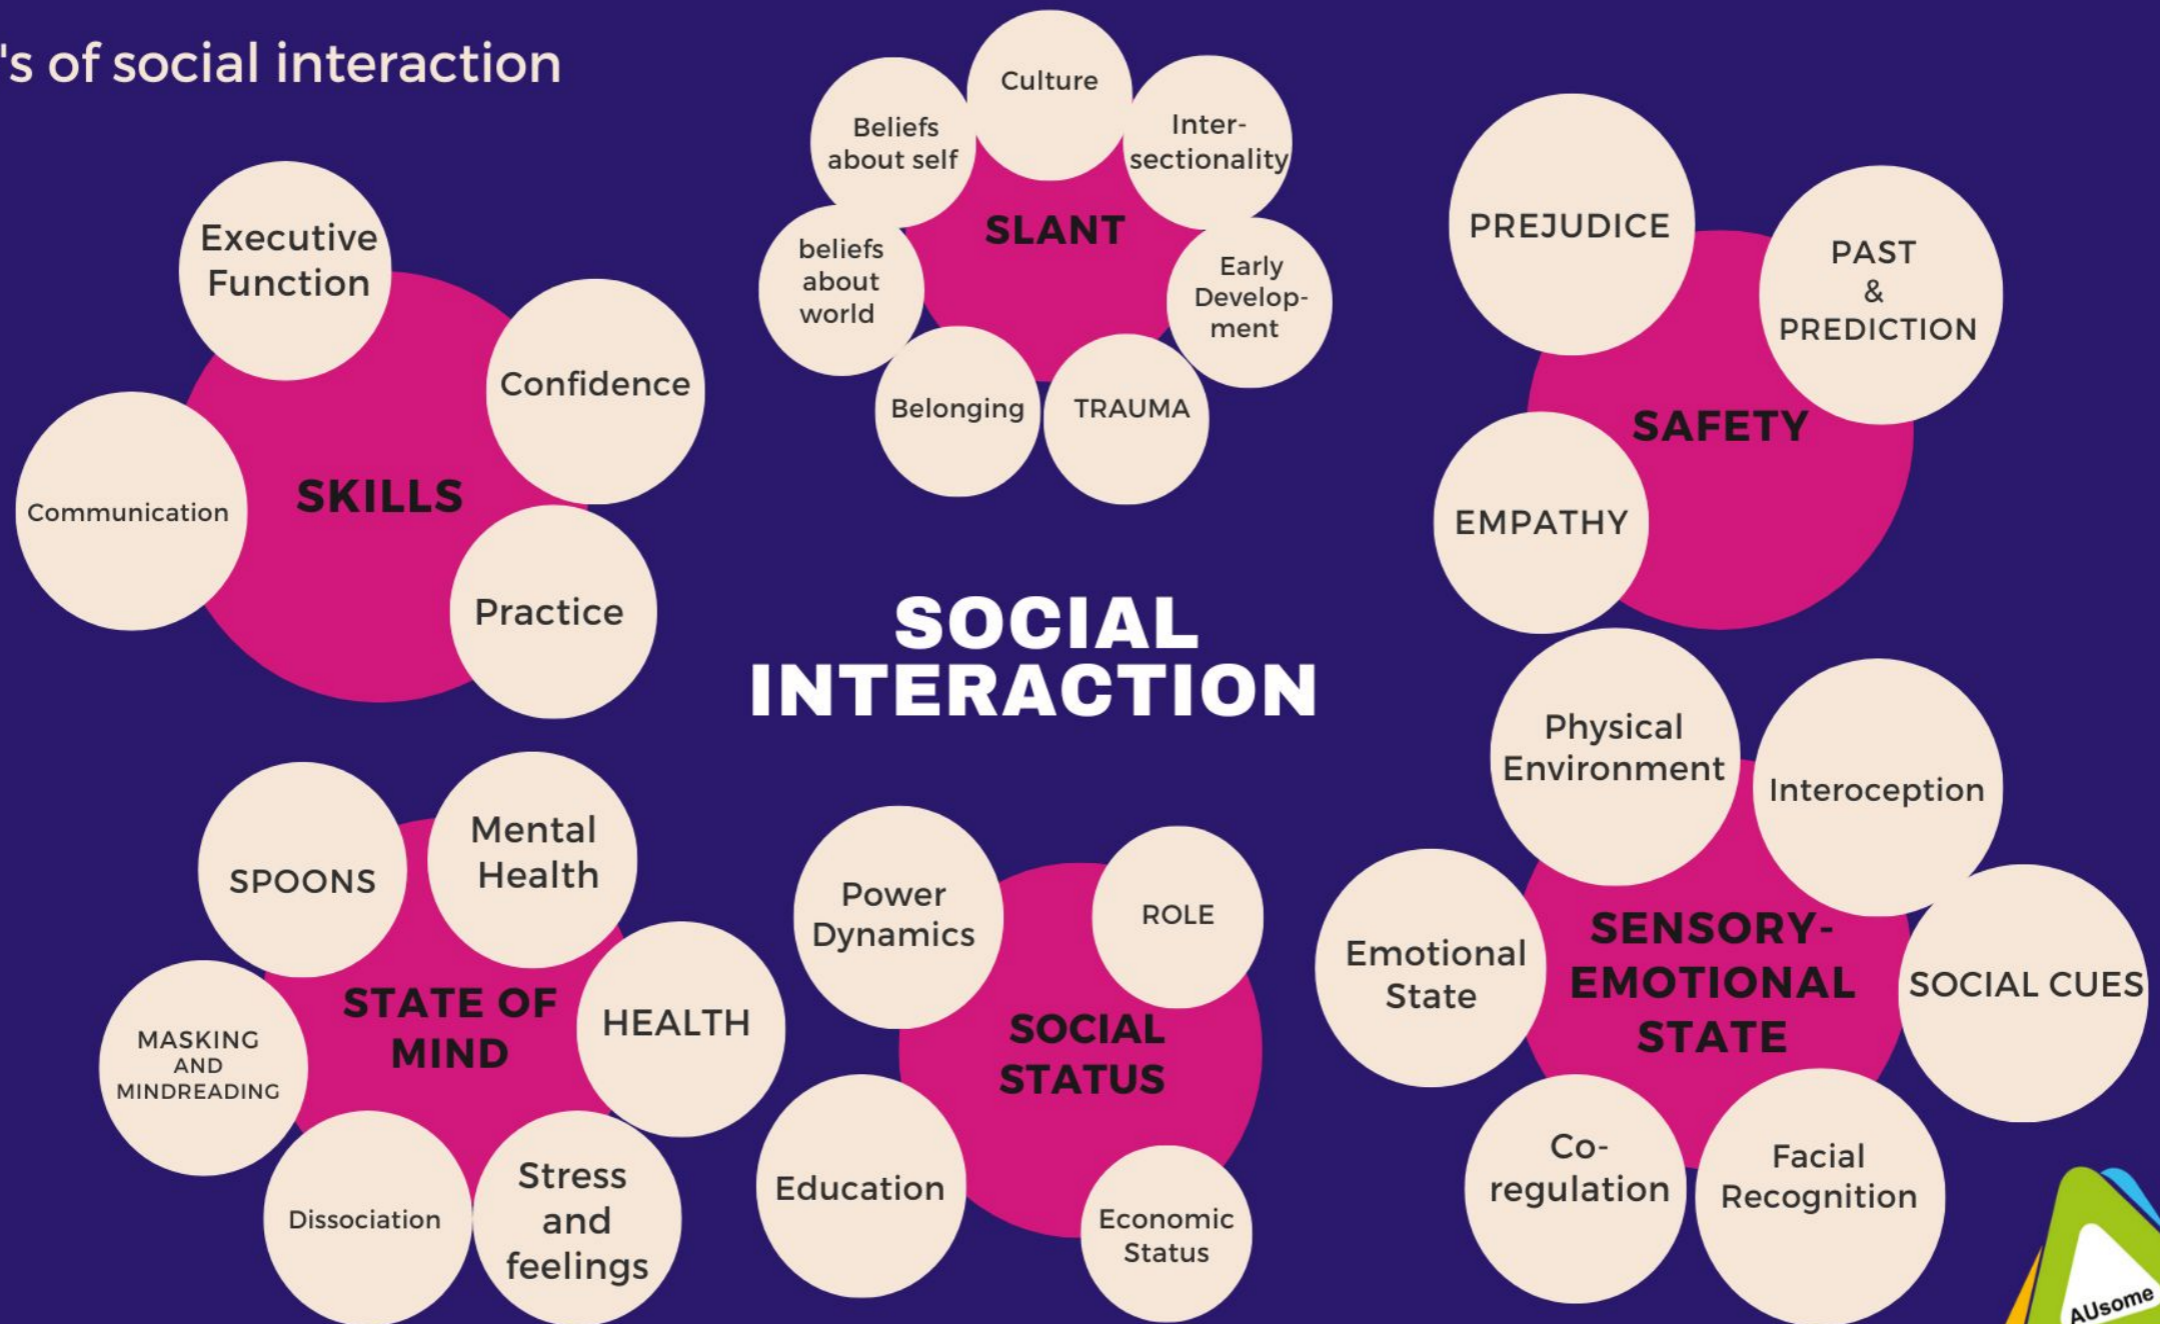 's of social interaction
Executive
Function
Confidence
Communication
SKILLS
Practice
Culture
Beliefs
about self
Inter-
sectionality
SLANT
beliefs
about
world
Early
Develop-
ment
Belonging
TRAUMA
PREJUDICE
PAST
&
PREDICTION
SAFETY
EMPATHY
SOCIAL
INTERACTION
SPOONS
Mental
Health
STATE OF
MIND
HEALTH
MASKING
AND
MINDREADING
Dissociation
Stress
and
feelings
Power
Dynamics
ROLE
SOCIAL
STATUS
Education
Economic
Status
Physical
Environment
Interoception
Emotional
State
SENSORY-
EMOTIONAL
STATE
SOCIAL CUES
Co-
regulation
Facial
Recognition
AUsome